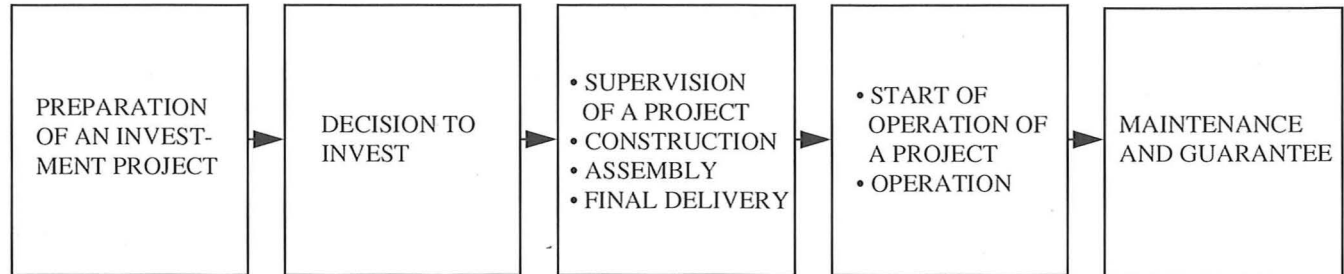 PREPARATION
OF AN INVEST-
MENT PROJECT
DECISION TO
INVEST
• SUPERVISION
OF A PROJECT
• CONSTRUCTION
• ASSEMBLY
• FINAL DELIVERY
• START OF
OPERATION OF
A PROJECT
• OPERATION
MAINTENANCE
AND GUARANTEE